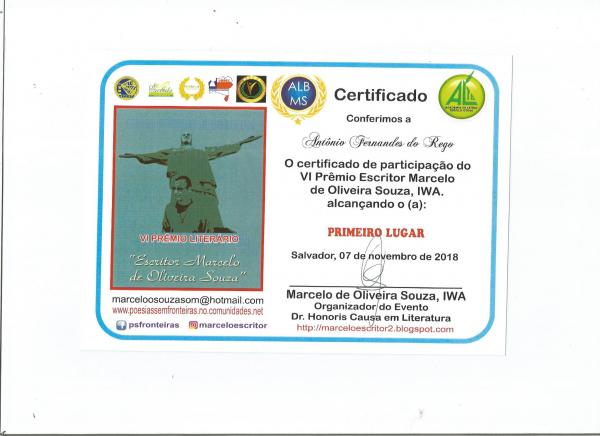 ALB
MS
Certificado
Conferimos a
Antônio Fernandes do Rego
O certificado de participação do
VI Prêmio Escritor Marcelo
de Oliveira Souza, IWA.
alcançando o (a):
PRIMEIRO LUGAR
Salvador, 07 de novembro de 2018
Marcelo de Oliveira Souza, IWA
Organizador do Evento
Dr. Honoris Causa em Literatura
http://marceloescritor2.blogspot.com
VI PRÊMIO LITERÁRIO
"Escritor Marcelo
de Oliveira Souza"
marceloosouzasom@hotmail.com
www.poesiassemfronteiras.no.comunidades.net
psfronteiras marceloescritor